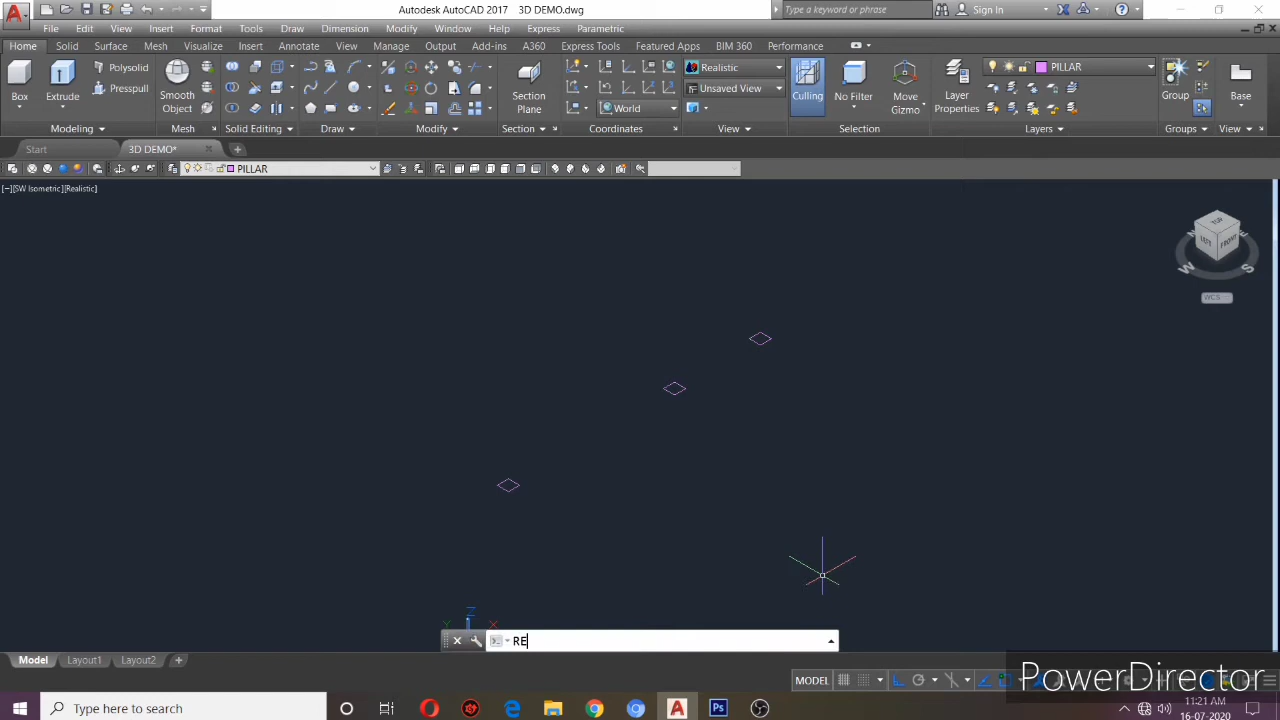 Autodesk AutoCAD 2017 3D DEMO.dwg
Type a keyword or phrase
Sign In
File Edit View Insert Format Tools Draw Dimension Modify Window Help Express Parametric
Home Solid Surface Mesh Visualize Insert Annotate View Manage Output Add-ins A360 Express Tools Featured Apps BIM 360 Performance
Polysolid
Presspull
Realistic
Unsaved View
World
PILLAR
Box
Extrude
Smooth Object
Section Plane
Culling
No Filter
Move Gizmo
Layer Properties
Group
Base
Modeling Mesh Solid Editing Draw Modify Section Coordinates View Selection Layers Groups View
Start
3D DEMO*
PILLAR
[−][SW Isometric][Realistic]
TOP
LEFT
FRONT
N
E
W
S
WCS
Z
Y
X
RE
Model Layout1 Layout2
MODEL
PowerDirector
Type here to search
Ps
11:21 AM
16-07-2020